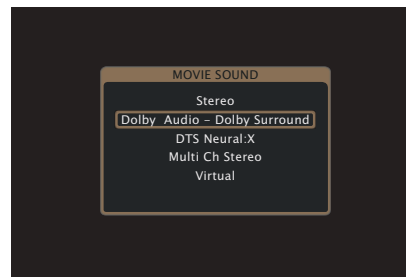 MOVIE SOUND
Stereo
Dolby Audio – Dolby Surround
DTS Neural:X
Multi Ch Stereo
Virtual